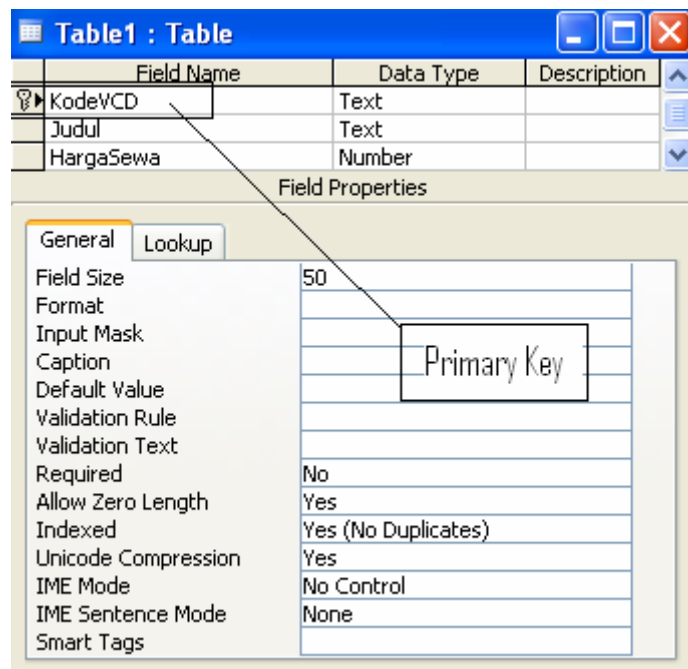 Table1 : Table
Field Name Data Type Description
KodeVCD Text
Judul Text
HargaSewa Number
Field Properties
General Lookup
Field Size 50
Format
Input Mask
Caption
Primary Key
Default Value
Validation Rule
Validation Text
Required No
Allow Zero Length Yes
Indexed Yes (No Duplicates)
Unicode Compression Yes
IME Mode No Control
IME Sentence Mode None
Smart Tags